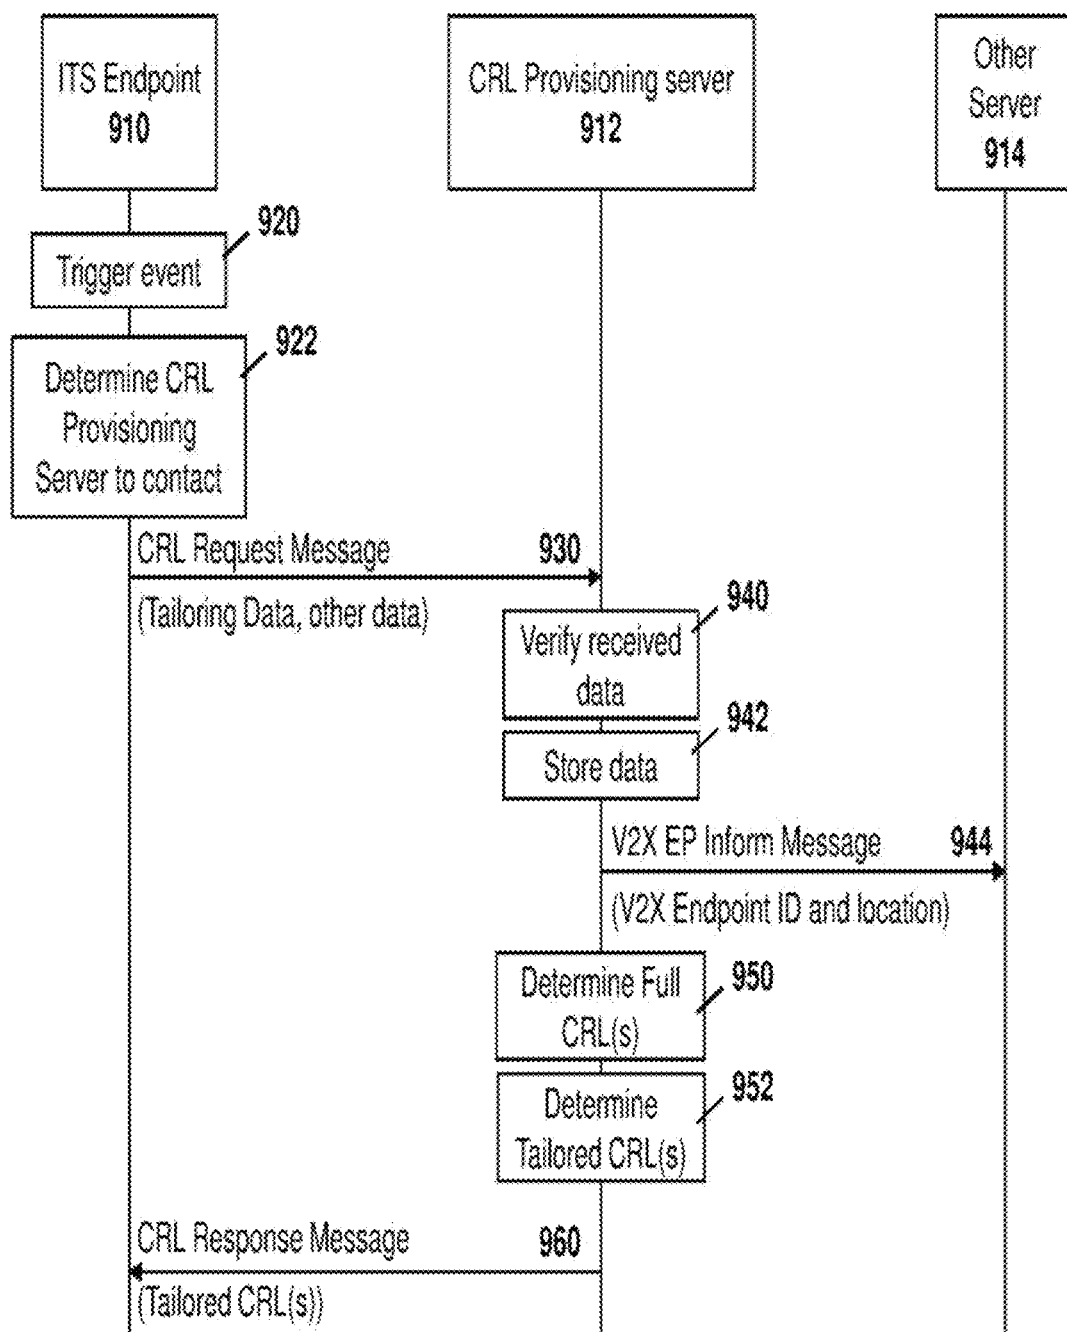 ITS Endpoint
910
CRL Provisioning server
912
Other
Server
914
920
Trigger event
922
Determine CRL
Provisioning
Server to contact
CRL Request Message
930
(Tailoring Data, other data)
940
Verify received
data
942
Store data
V2X EP Inform Message
944
(V2X Endpoint ID and location)
Determine Full
CRL(s)
950
Determine
Tailored CRL(s)
952
CRL Response Message
960
(Tailored CRL(s))